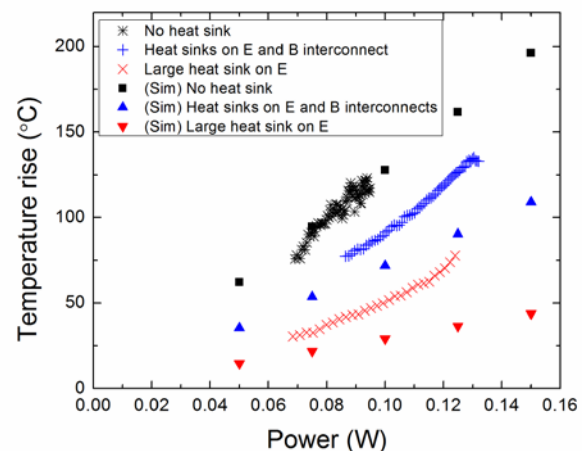 Temperature rise (°C)
200
150
100
50
0
No heat sink
Heat sinks on E and B interconnect
Large heat sink on E
(Sim) No heat sink
(Sim) Heat sinks on E and B interconnects
(Sim) Large heat sink on E
0.00 0.02 0.04 0.06 0.08 0.10 0.12 0.14 0.16
Power (W)